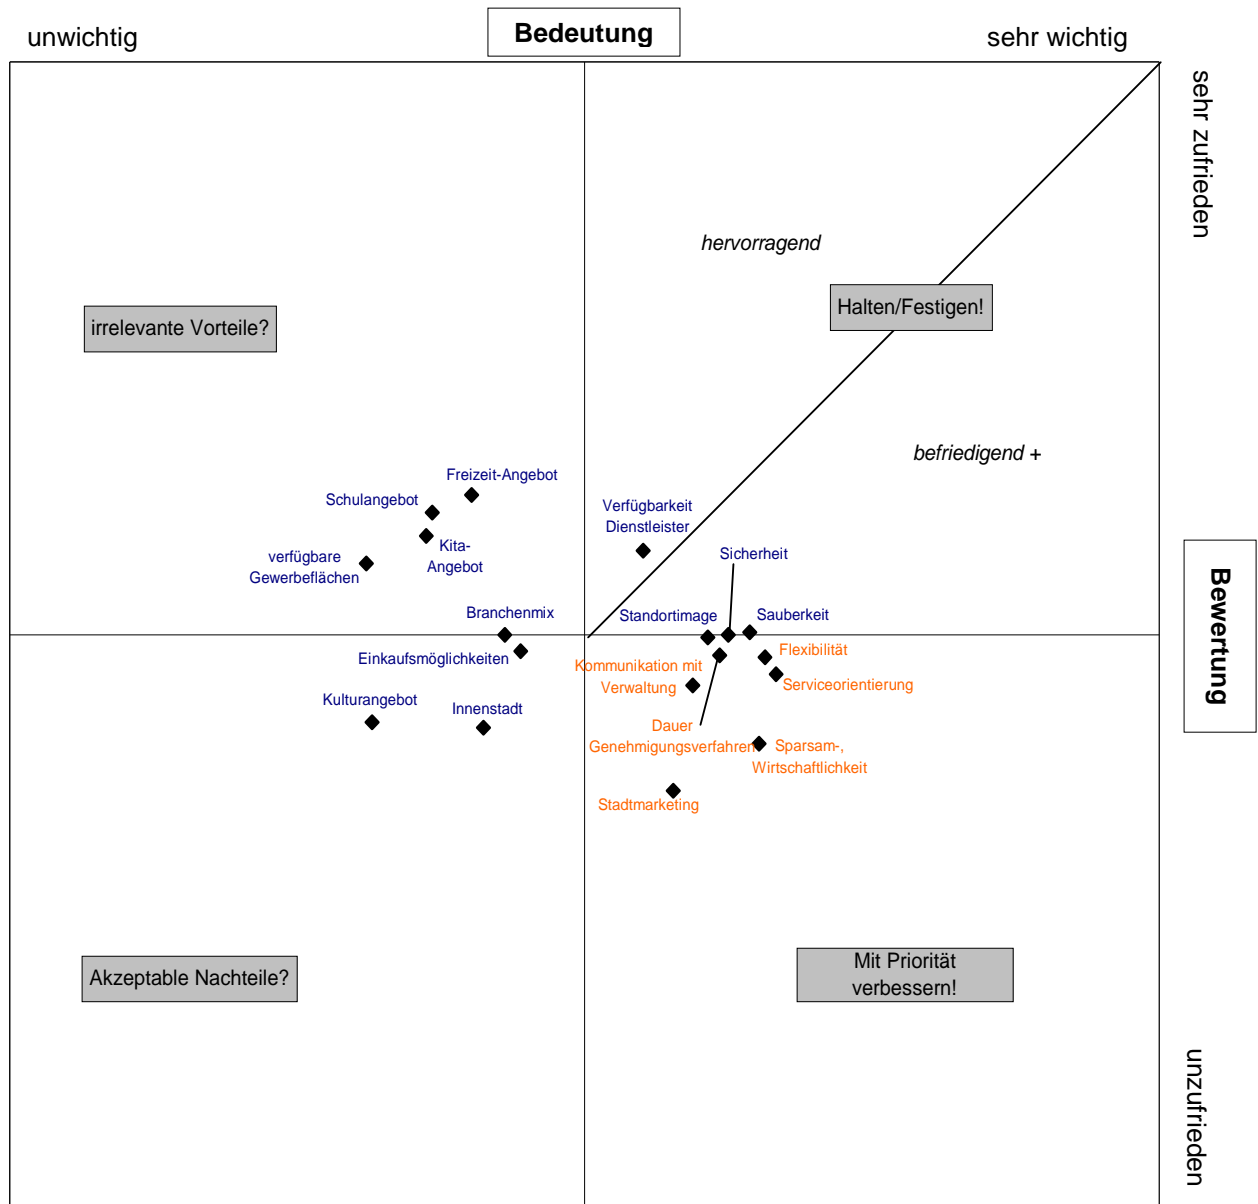 unwichtig
Bedeutung
sehr wichtig
sehr zufrieden
hervorragend
Halten/Festigen!
irrelevante Vorteile?
befriedigend +
Freizeit-Angebot
Schulangebot
Verfügbarkeit
Dienstleister
Kita-
Angebot
verfügbare
Gewerbeflächen
Sicherheit
Bewertung
Branchenmix
Standortimage
Sauberkeit
Einkaufsmöglichkeiten
Flexibilität
Kommunikation mit
Verwaltung
Serviceorientierung
Kulturangebot
Innenstadt
Dauer
Genehmigungsverfahren
Sparsam-,
Wirtschaftlichkeit
Stadtmarketing
Akzeptable Nachteile?
Mit Priorität
verbessern!
unzufrieden